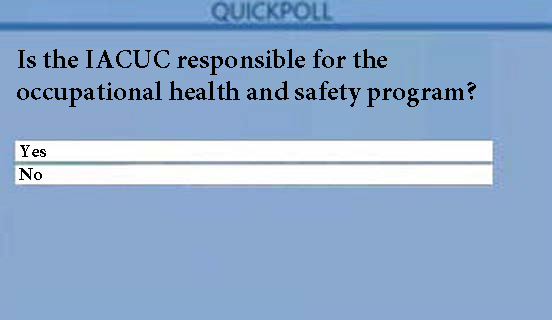 QUICKPOLL
Is the IACUC responsible for the
occupational health and safety program?
Yes
No